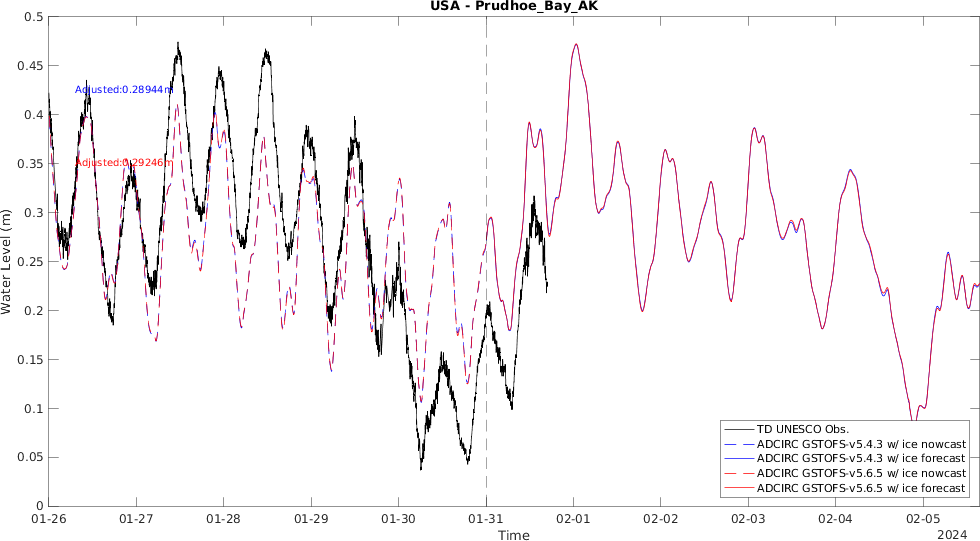 USA - Prudhoe_Bay_AK
0.5
0.45
Adjusted:0.28944m
0.4
0.35
Adjusted:0.29246m
0.3
0.25
0.2
0.15
0.1
0.05
0
Water Level (m)
TD UNESCO Obs.
ADCIRC GSTOFS-v5.4.3 w/ ice nowcast
ADCIRC GSTOFS-v5.4.3 w/ ice forecast
ADCIRC GSTOFS-v5.6.5 w/ ice nowcast
ADCIRC GSTOFS-v5.6.5 w/ ice forecast
01-26 01-27 01-28 01-29 01-30 01-31 02-01 02-02 02-03 02-04 02-05
Time
2024